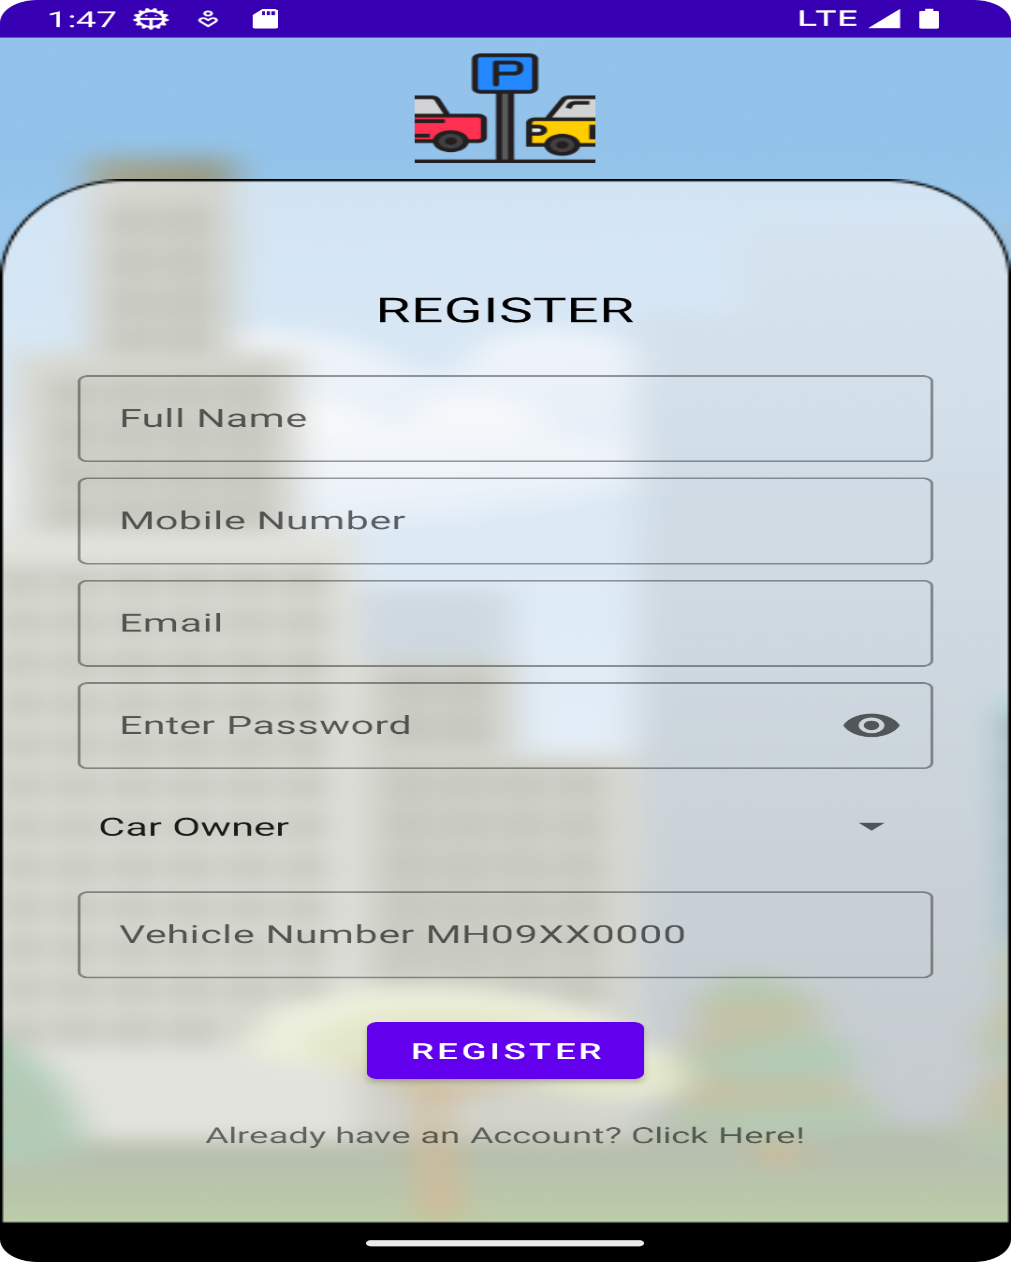 1:47 LTE
P
REGISTER
Full Name
Mobile Number
Email
Enter Password
Car Owner
Vehicle Number MH09XX0000
REGISTER
Already have an Account? Click Here!